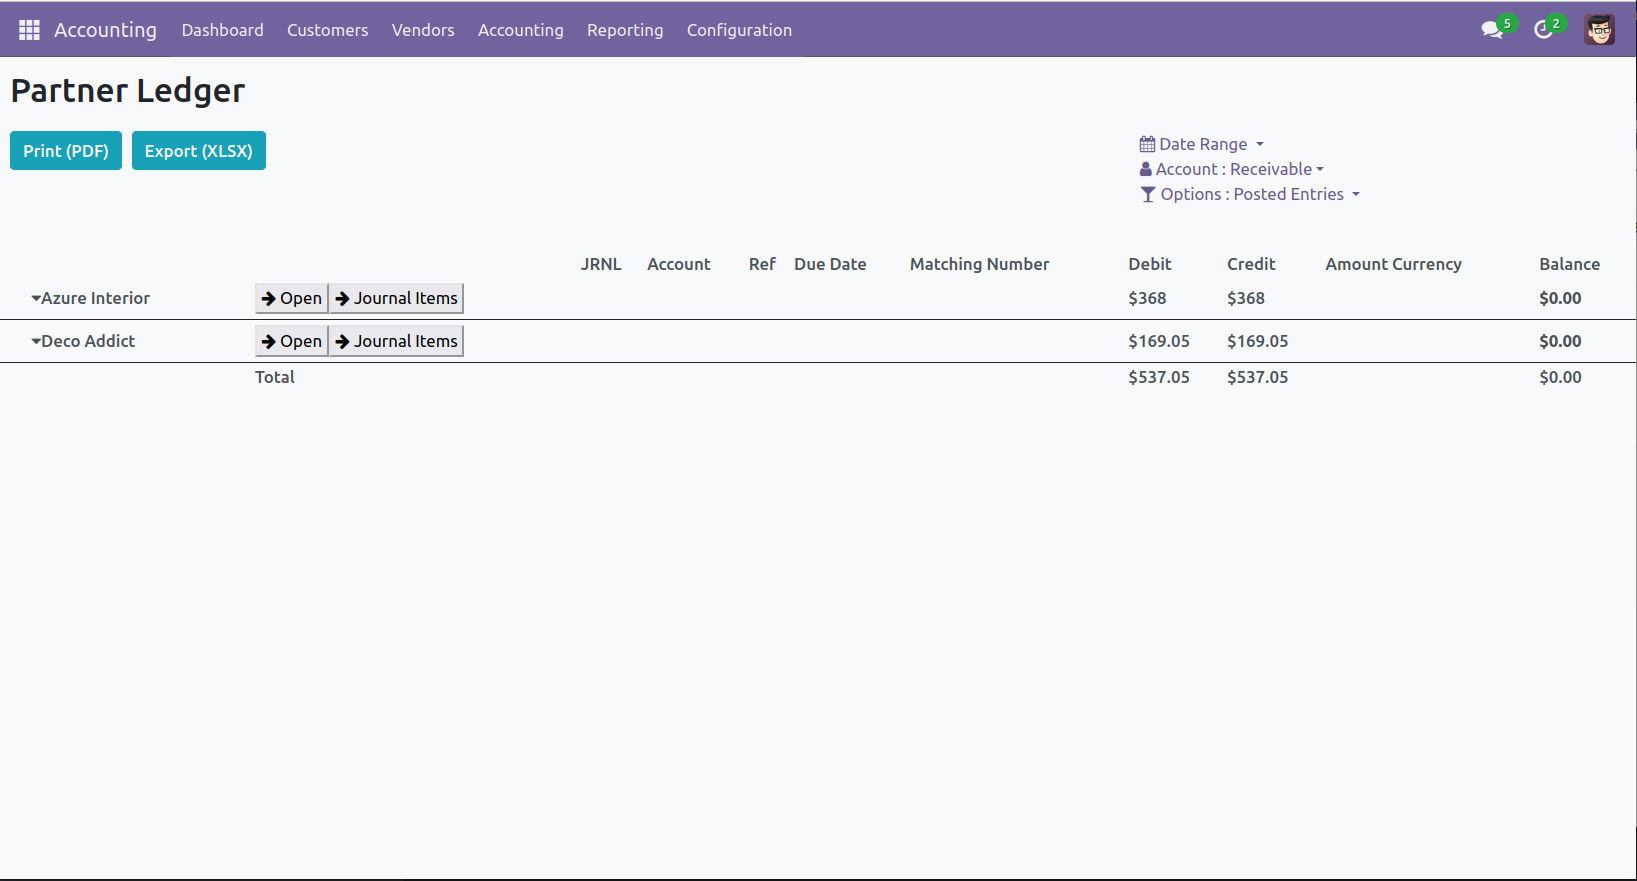 Accounting Dashboard Customers Vendors Accounting Reporting Configuration 5 2
Partner Ledger
Print (PDF) Export (XLSX)
Date Range
Account : Receivable
Options : Posted Entries
JRNL Account Ref Due Date Matching Number Debit Credit Amount Currency Balance
Azure Interior Open Journal Items $368 $368 $0.00
Deco Addict Open Journal Items $169.05 $169.05 $0.00
Total $537.05 $537.05 $0.00